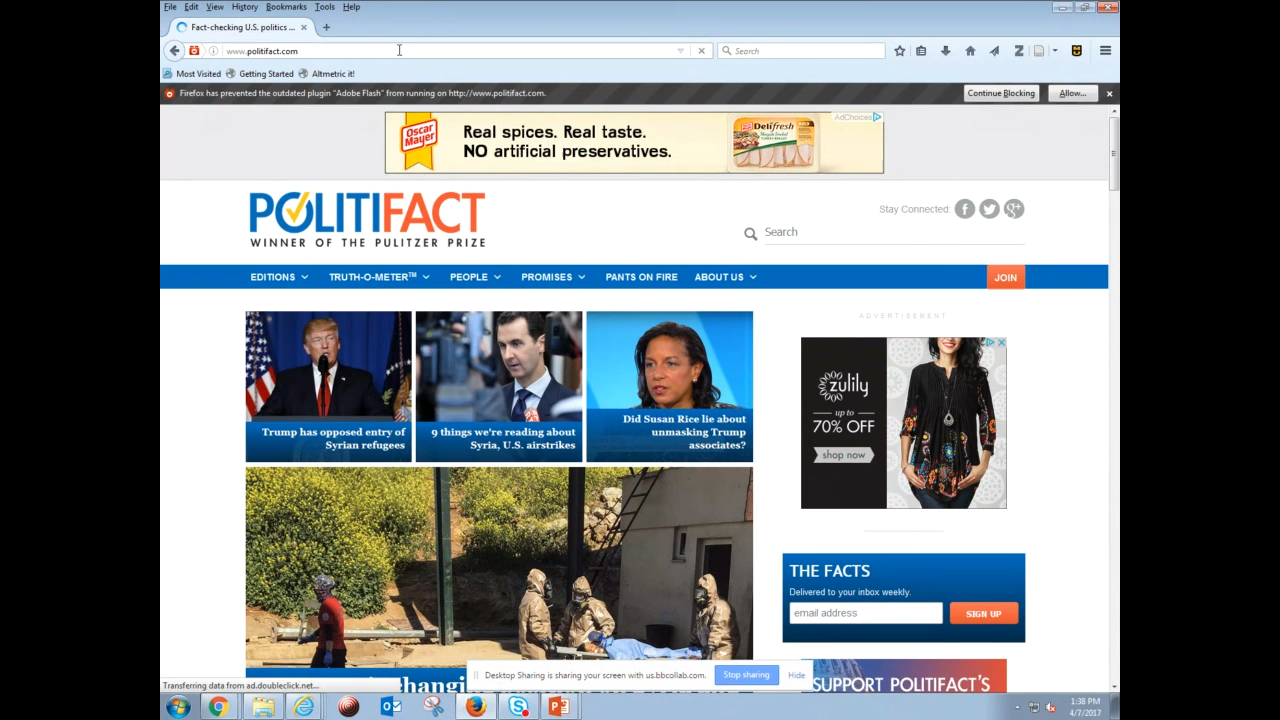 File Edit View History Bookmarks Tools Help
Fact-checking U.S. politics ...
www.politifact.com
Search
Most Visited Getting Started Altmetric it!
Firefox has prevented the outdated plugin "Adobe Flash" from running on http://www.politifact.com.
Continue Blocking
Allow...
Oscar Mayer
Real spices. Real taste.
NO artificial preservatives.
Delifresh
AdChoices
POLITIFACT
WINNER OF THE PULITZER PRIZE
Stay Connected:
Search
EDITIONS TRUTH-O-METER™ PEOPLE PROMISES PANTS ON FIRE ABOUT US JOIN
Trump has opposed entry of
Syrian refugees
9 things we're reading about
Syria, U.S. airstrikes
Did Susan Rice lie about
unmasking Trump
associates?
ADVERTISEMENT
zulily
up to
70% OFF
shop now
THE FACTS
Delivered to your inbox weekly.
email address
SIGN UP
SUPPORT POLITIFACT'S
Desktop Sharing is sharing your screen with us.bbcollab.com.
Stop sharing
Hide
Transferring data from ad.doubleclick.net...
1:38 PM
4/7/2017